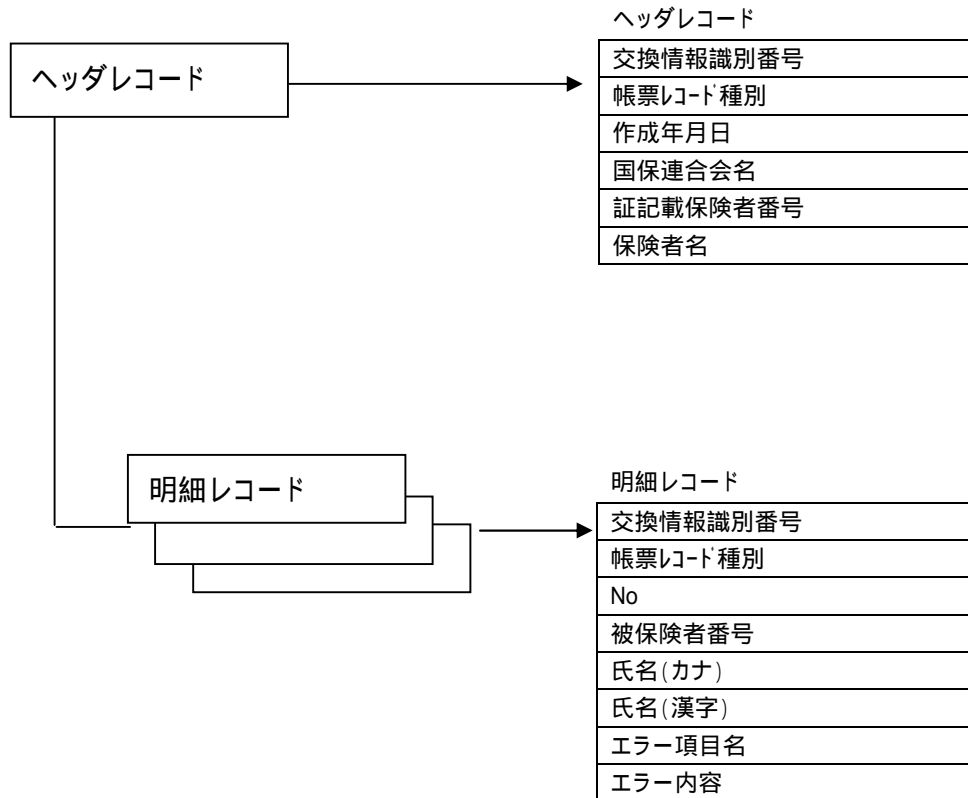 ヘッダレコード
ヘッダレコード
交換情報識別番号
帳票ﾚｺｰﾄﾞ種別
作成年月日
国保連合会名
証記載保険者番号
保険者名
明細レコード
明細レコード
交換情報識別番号
帳票ﾚｺｰﾄﾞ種別
No
被保険者番号
氏名(カナ)
氏名(漢字)
エラー項目名
エラー内容